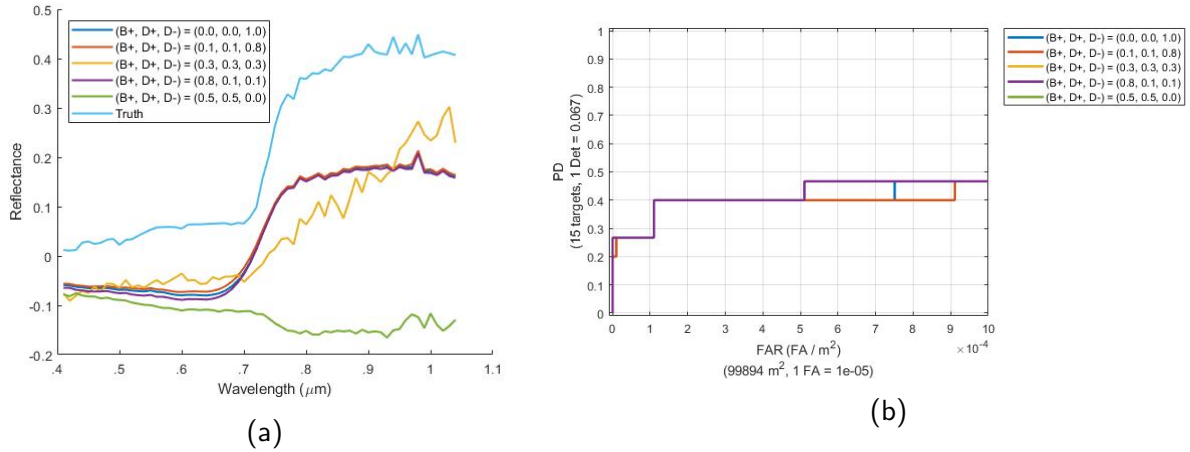 0.5
0.4
0.3
0.2
0.1
0
-0.1
-0.2
Reflectance
(B+, D+, D-) = (0.0, 0.0, 1.0)
(B+, D+, D-) = (0.1, 0.1, 0.8)
(B+, D+, D-) = (0.3, 0.3, 0.3)
(B+, D+, D-) = (0.8, 0.1, 0.1)
(B+, D+, D-) = (0.5, 0.5, 0.0)
Truth
.4 .5 .6 .7 .8 .9 1 1.1
Wavelength (μm)
(a)
1
0.9
0.8
0.7
0.6
0.5
0.4
0.3
0.2
0.1
0
PD
(15 targets, 1 Det = 0.067)
(B+, D+, D-) = (0.0, 0.0, 1.0)
(B+, D+, D-) = (0.1, 0.1, 0.8)
(B+, D+, D-) = (0.3, 0.3, 0.3)
(B+, D+, D-) = (0.8, 0.1, 0.1)
(B+, D+, D-) = (0.5, 0.5, 0.0)
0 1 2 3 4 5 6 7 8 9 10
×10⁻⁴
FAR (FA / m²)
(99894 m², 1 FA = 1e-05)
(b)